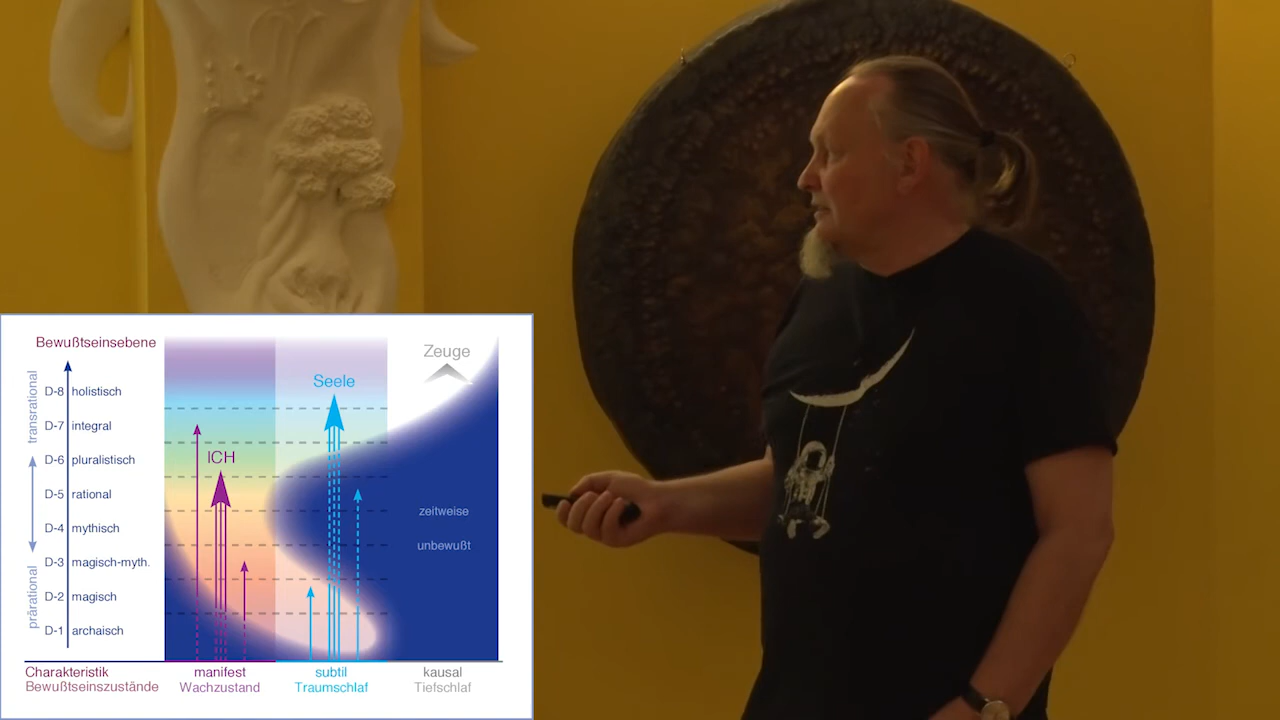 Bewußtseinsebene
transrational
prärational
D-8 holistisch
D-7 integral
D-6 pluralistisch
D-5 rational
D-4 mythisch
D-3 magisch-myth.
D-2 magisch
D-1 archaisch
ICH
Seele
Zeuge
zeitweise
unbewußt
Charakteristik manifest subtil kausal
Bewußtseinszustände Wachzustand Traumschlaf Tiefschlaf